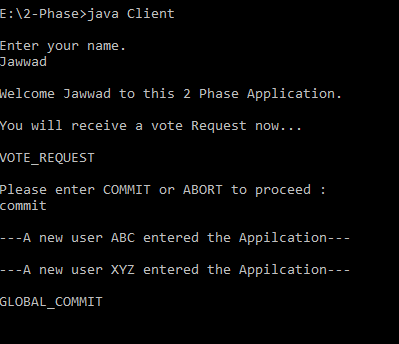 E:\2-Phase>java Client
Enter your name.
Jawwad
Welcome Jawwad to this 2 Phase Application.
You will receive a vote Request now...
VOTE_REQUEST
Please enter COMMIT or ABORT to proceed :
commit
---A new user ABC entered the Appilcation---
---A new user XYZ entered the Appilcation---
GLOBAL_COMMIT